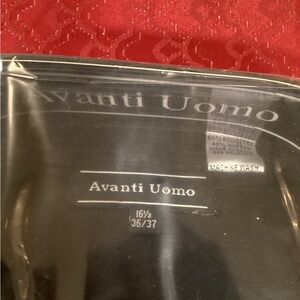 Avanti Uomo
MACHINE WASH
Avanti Uomo
16½
36/37